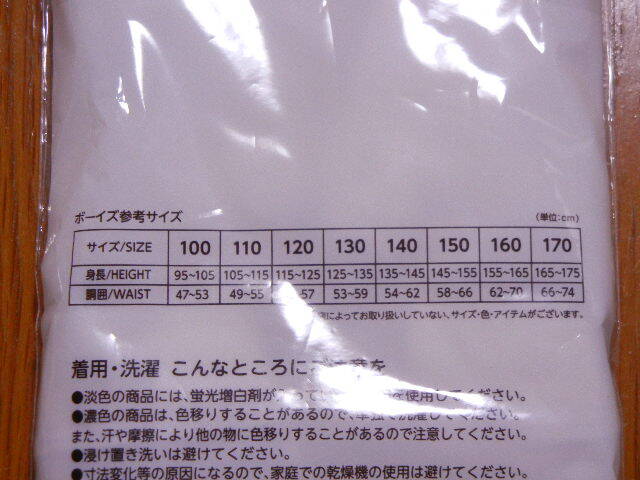 ボーイズ参考サイズ (単位:cm)
サイズ/SIZE 100 110 120 130 140 150 160 170
身長/HEIGHT 95~105 105~115 115~125 125~135 135~145 145~155 155~165 165~175
胴囲/WAIST 47~53 49~55 ~57 53~59 54~62 58~66 62~70 66~74
によってお取り扱いしていない、サイズ・色・アイテムがございます。
着用・洗濯 こんなところに を
●淡色の商品には、蛍光増白剤が を使用してください。
●濃色の商品は、色移りすることがあるので、 洗濯してください。
また、汗や摩擦により他の物に色移りすることがあるので注意してください。
●浸け置き洗いは避けてください。
●寸法変化等の原因になるので、家庭での乾燥機の使用は避けてください。